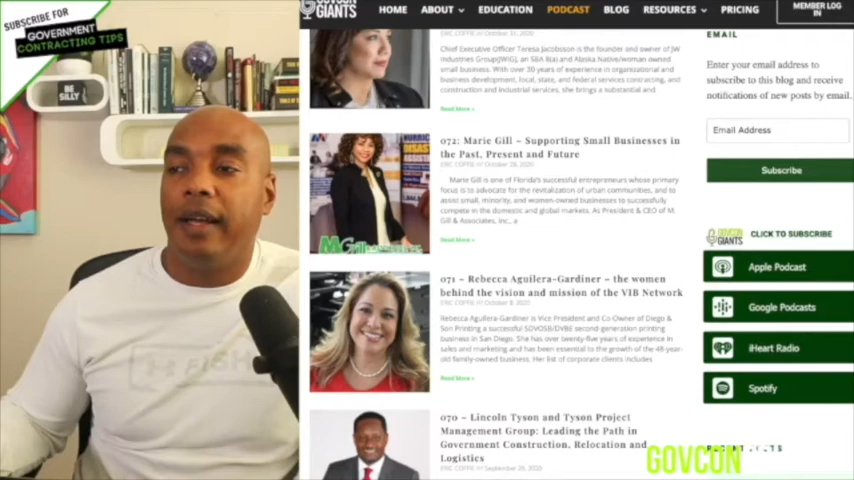 SUBSCRIBE FOR
GOVERNMENT
CONTRACTING TIPS
BE
SILLY
GOVCON
GIANTS
HOME
ABOUT
EDUCATION
PODCAST
BLOG
RESOURCES
PRICING
MEMBER LOG
IN
Chief Executive Officer Teresa Jacobsson is the founder and owner of JW
Industries Group(JWIG), an SBA 8(a) and Alaska Native/woman owned
small business. With over 20 years of experience in organizational and
business development, local, state, and federal services contracting, and
construction and industrial services, she brings a substantial and
Read More »
072: Marie Gill ~ Supporting Small Businesses in
the Past, Present and Future
ERIC COFFIE
Marie Gill is one of Florida's successful entrepreneurs whose primary
focus is to advocate for the revitalization of urban communities, and to
assist small, minority, and women-owned businesses to successfully
compete in the domestic and global markets. As President & CEO of M.
Gill & Associates, Inc., a
Read More »
071 ~ Rebecca Aguilera-Gardiner ~ the women
behind the vision and mission of the VIB Network
ERIC COFFIE
Rebecca Aguilera-Gardiner is Vice President and Co-Owner of Diego &
Son Printing a successful SDVOSB/DVBE second-generation printing
business in San Diego. She has over twenty-five years of experience in
sales and marketing and has been essential to the growth of the 48-year-
old family-owned business. Her list of corporate clients includes
Read More »
070 ~ Lincoln Tyson and Tyson Project
Management Group: Leading the Path in
Government Construction, Relocation and
Logistics
ERIC COFFIE
EMAIL
Enter your email address to
subscribe to this blog and receive
notifications of new posts by email.
Email Address
Subscribe
GOVCON
GIANTS
CLICK TO SUBSCRIBE
Apple Podcast
Google Podcasts
iHeart Radio
Spotify
GOVCON